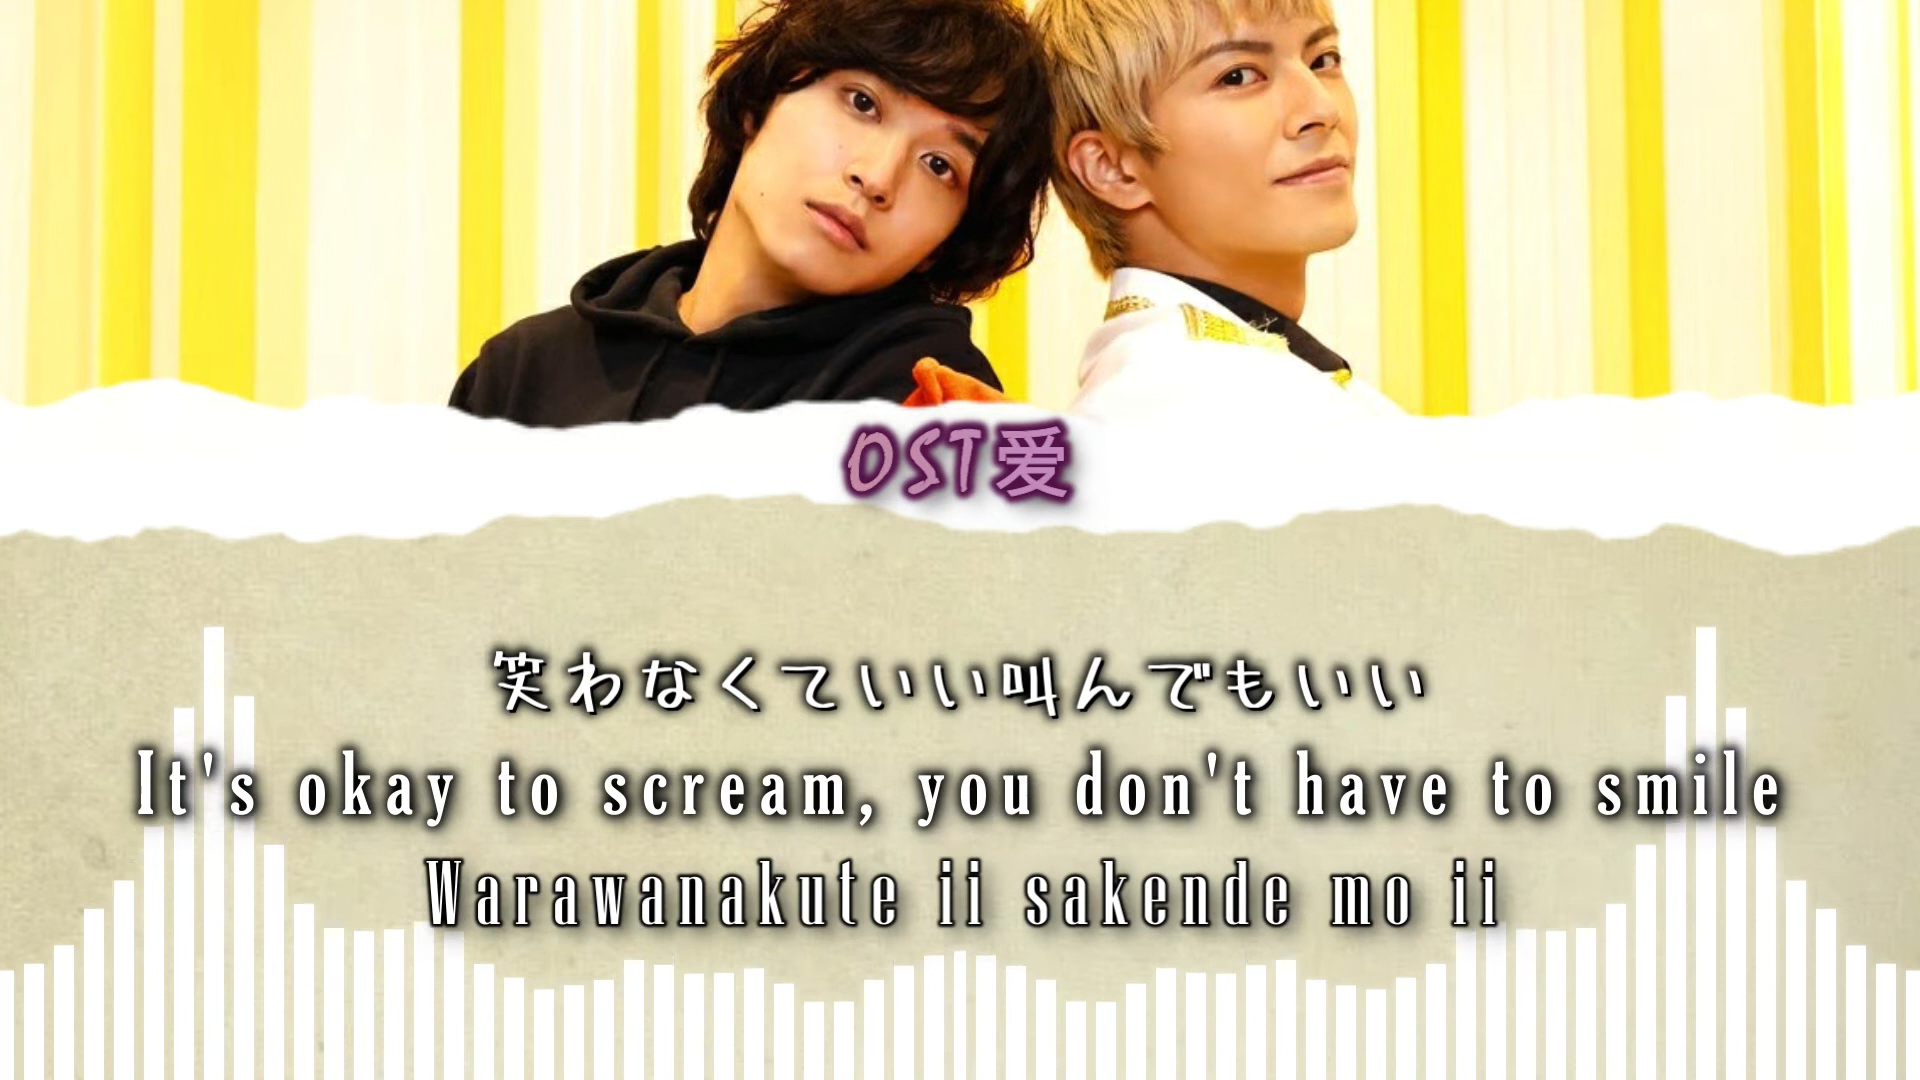 OST爱
笑わなくていい叫んでもいい
It's okay to scream, you don't have to smile
Warawanakute ii sakende mo ii